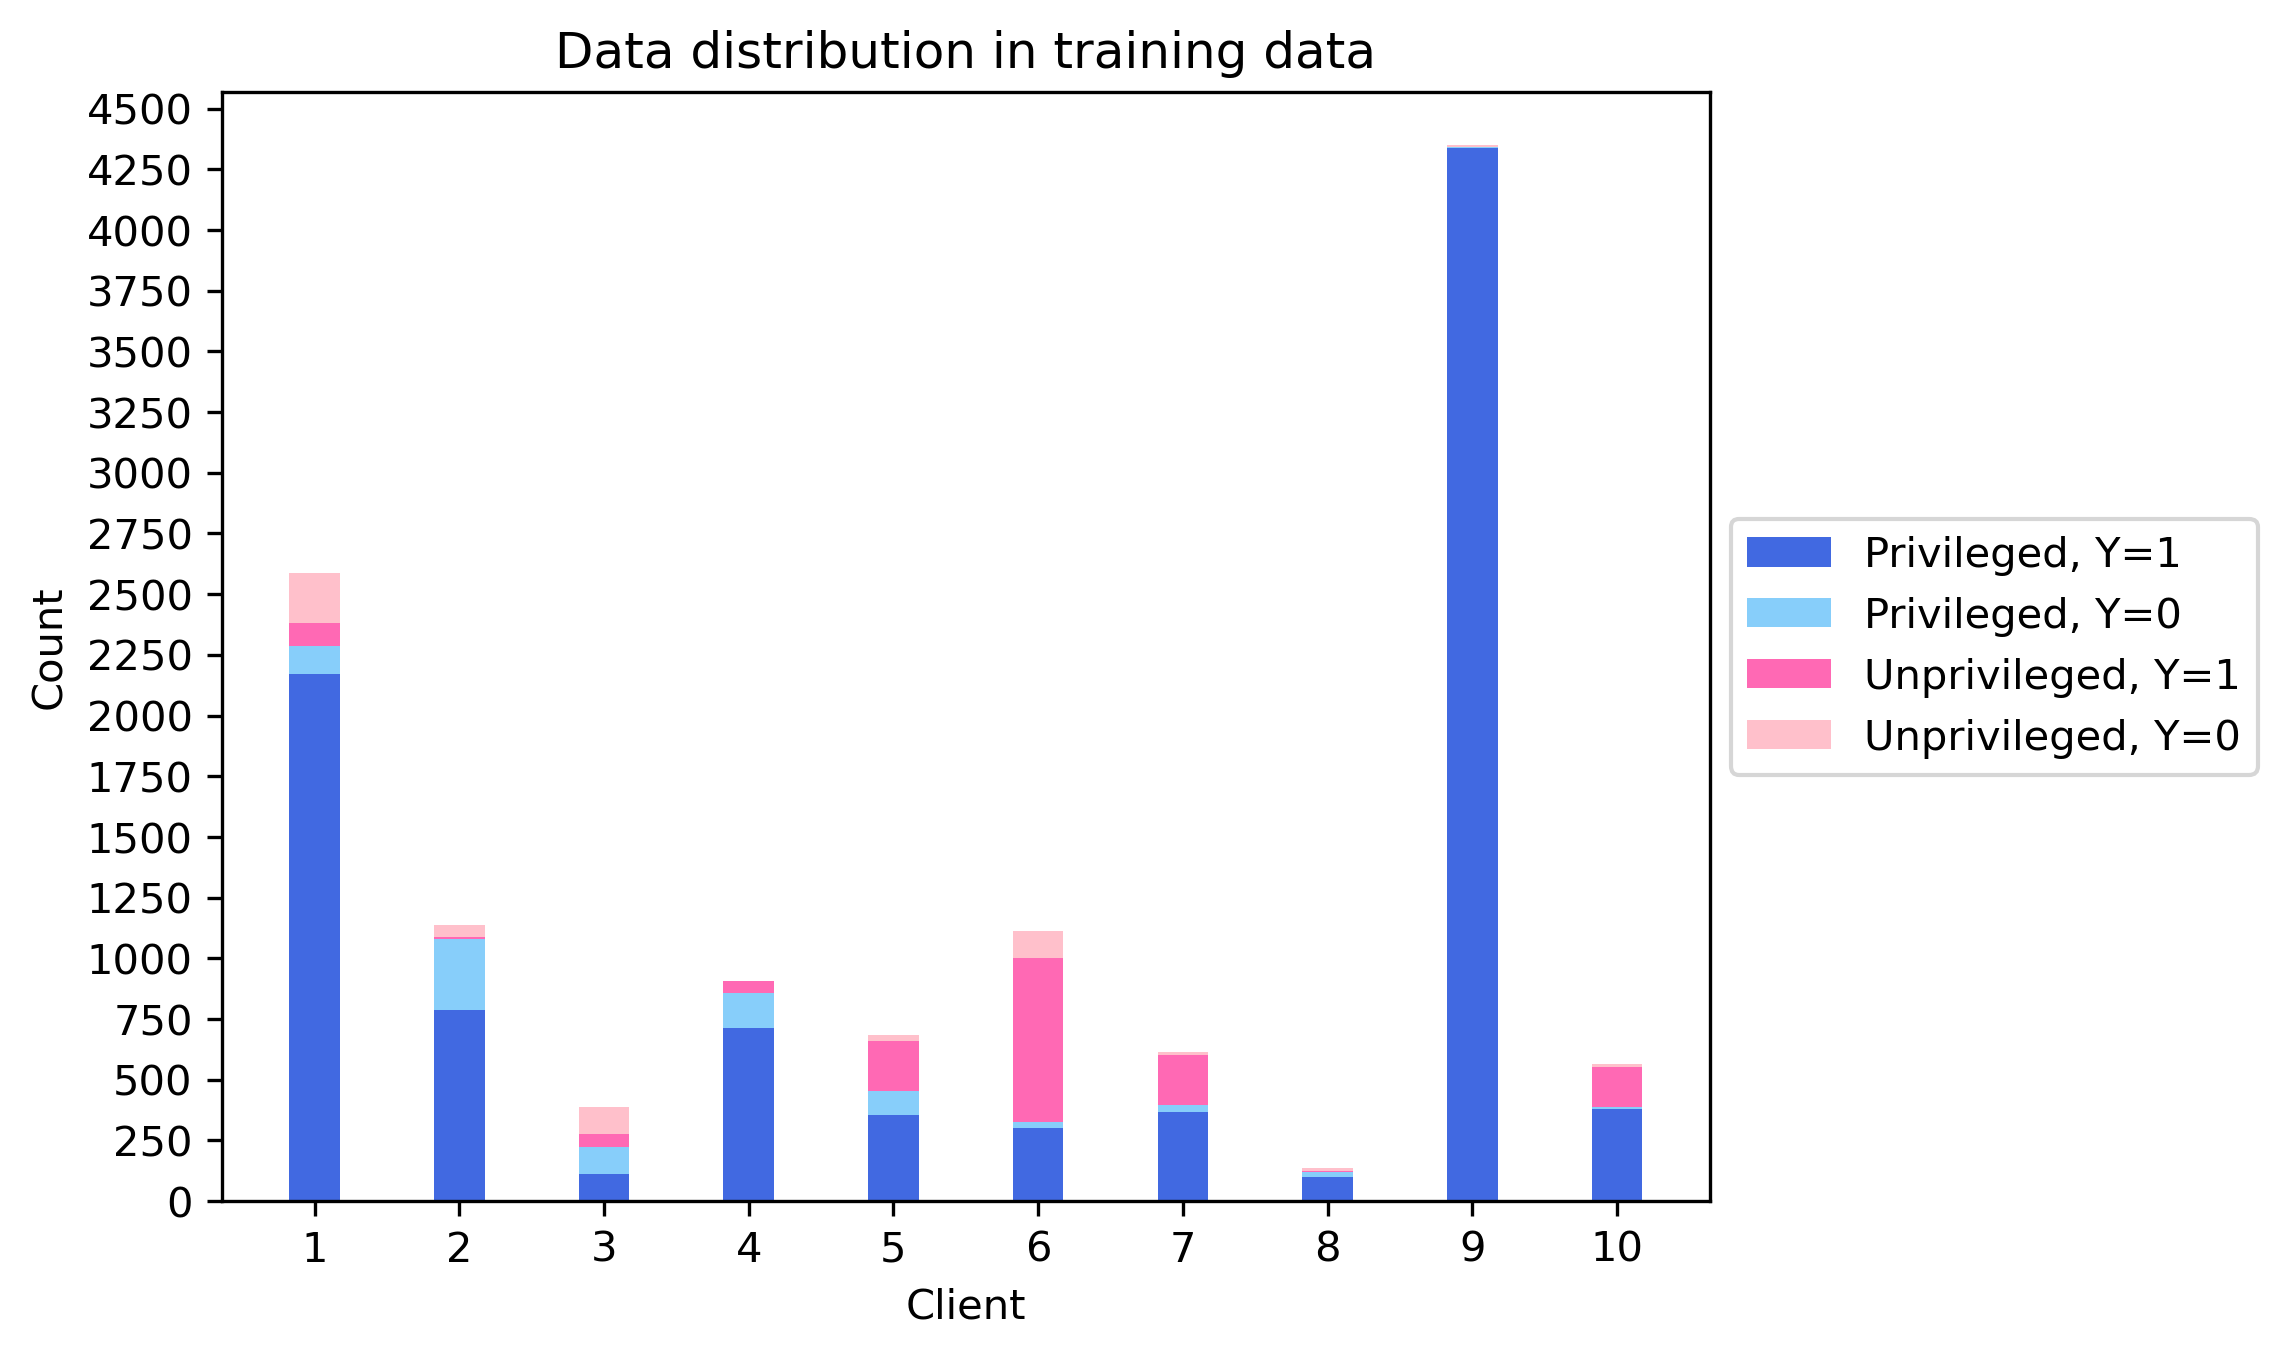 Data distribution in training data
4500
4250
4000
3750
3500
3250
3000
2750
2500
2250
2000
1750
1500
1250
1000
750
500
250
0
Count
1 2 3 4 5 6 7 8 9 10
Client
Privileged, Y=1
Privileged, Y=0
Unprivileged, Y=1
Unprivileged, Y=0